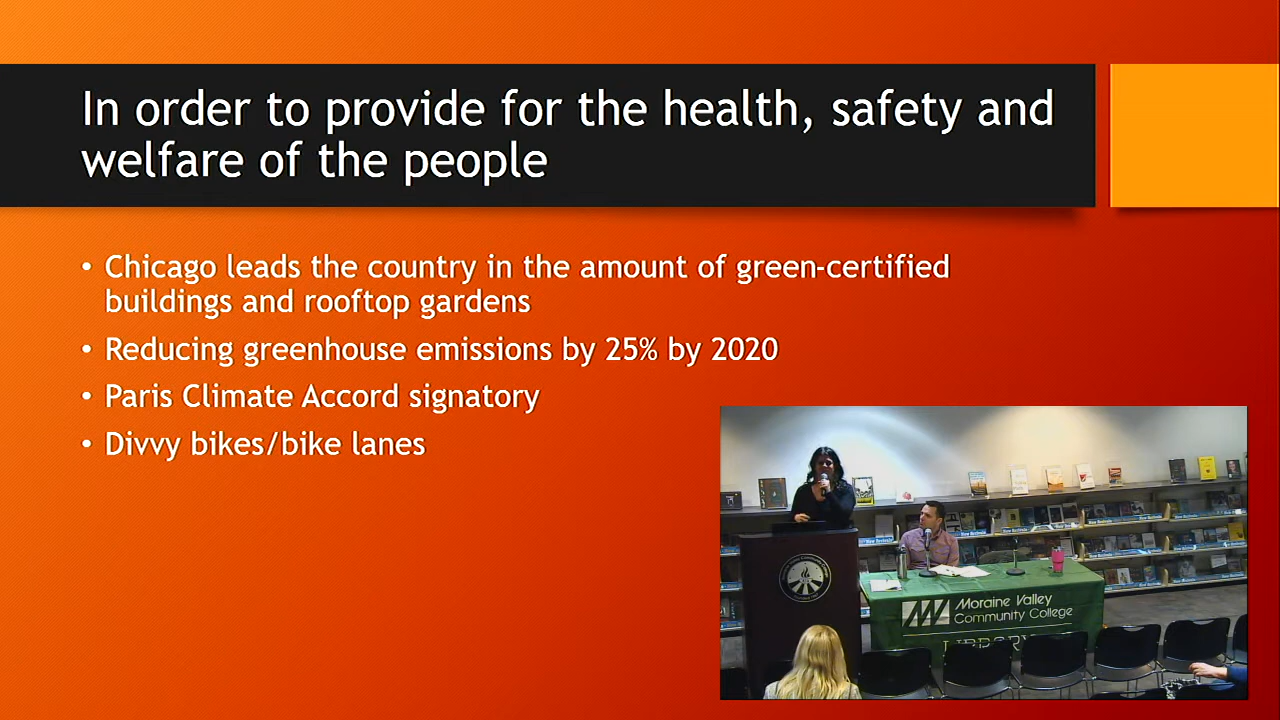 In order to provide for the health, safety and
welfare of the people
• Chicago leads the country in the amount of green-certified
buildings and rooftop gardens
• Reducing greenhouse emissions by 25% by 2020
• Paris Climate Accord signatory
• Divvy bikes/bike lanes
Moraine Valley
Community College
LIBRARY